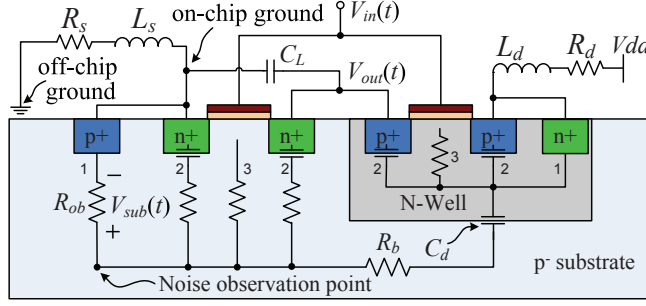 on-chip ground
R_s
L_s
V_in(t)
C_L
L_d
R_d
Vdd
off-chip
ground
V_out(t)
p+
n+
n+
p+
p+
n+
1
2
3
2
2
3
2
1
R_ob
−
V_sub(t)
+
N-Well
R_b
C_d
p⁻ substrate
Noise observation point